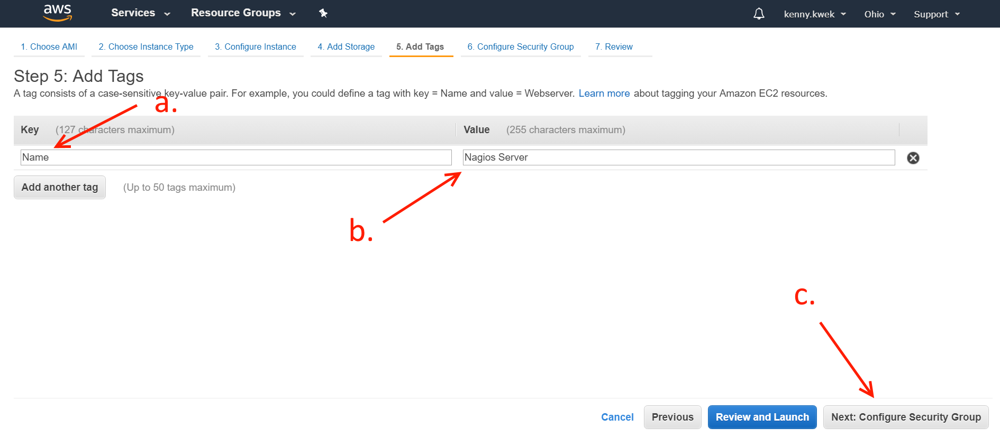 aws Services Resource Groups kenny.kwek Ohio Support
1. Choose AMI 2. Choose Instance Type 3. Configure Instance 4. Add Storage 5. Add Tags 6. Configure Security Group 7. Review
Step 5: Add Tags
A tag consists of a case-sensitive key-value pair. For example, you could define a tag with key = Name and value = Webserver. Learn more about tagging your Amazon EC2 resources.
a.
Key (127 characters maximum) Value (255 characters maximum)
Name Nagios Server
Add another tag (Up to 50 tags maximum)
b.
c.
Cancel Previous Review and Launch Next: Configure Security Group